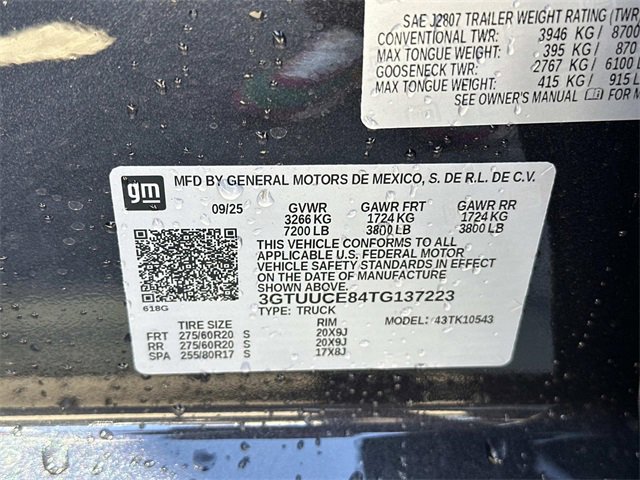 SAE J2807 TRAILER WEIGHT RATING (TWR)
CONVENTIONAL TWR: 3946 KG / 8700
MAX TONGUE WEIGHT: 395 KG / 870
GOOSENECK TWR: 2767 KG / 6100 L
MAX TONGUE WEIGHT: 415 KG / 915 L
SEE OWNER'S MANUAL FOR M
gm
MFD BY GENERAL MOTORS DE MEXICO, S. DE R.L. DE C.V.
09/25 GVWR GAWR FRT GAWR RR
3266 KG 1724 KG 1724 KG
7200 LB 3800 LB 3800 LB
THIS VEHICLE CONFORMS TO ALL
APPLICABLE U.S. FEDERAL MOTOR
VEHICLE SAFETY STANDARDS IN EFFECT
ON THE DATE OF MANUFACTURE
3GTUUCE84TG137223
618G TYPE: TRUCK
MODEL: 43TK10543
TIRE SIZE RIM
FRT 275/60R20 S 20X9J
RR 275/60R20 S 20X9J
SPA 255/80R17 S 17X8J